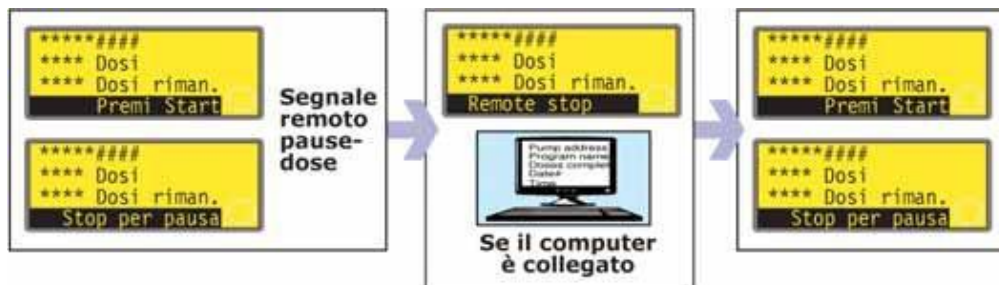 *****####
**** Dosi
**** Dosi riman.
Premi Start
*****####
**** Dosi
**** Dosi riman.
Stop per pausa
Segnale
remoto
pause-
dose
*****####
**** Dosi
**** Dosi riman.
Remote stop
Pump address
Program name
Doses complet
Date#
Time
Se il computer
è collegato
*****####
**** Dosi
**** Dosi riman.
Premi Start
*****####
**** Dosi
**** Dosi riman.
Stop per pausa